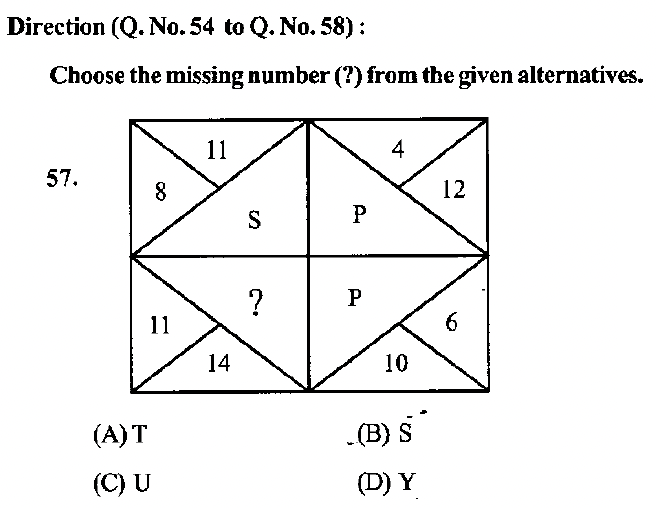 Direction (Q. No. 54 to Q. No. 58) :
Choose the missing number (?) from the given alternatives.
57.
11 4
8 12
S P
? P
11 6
14 10
(A) T (B) S
(C) U (D) Y